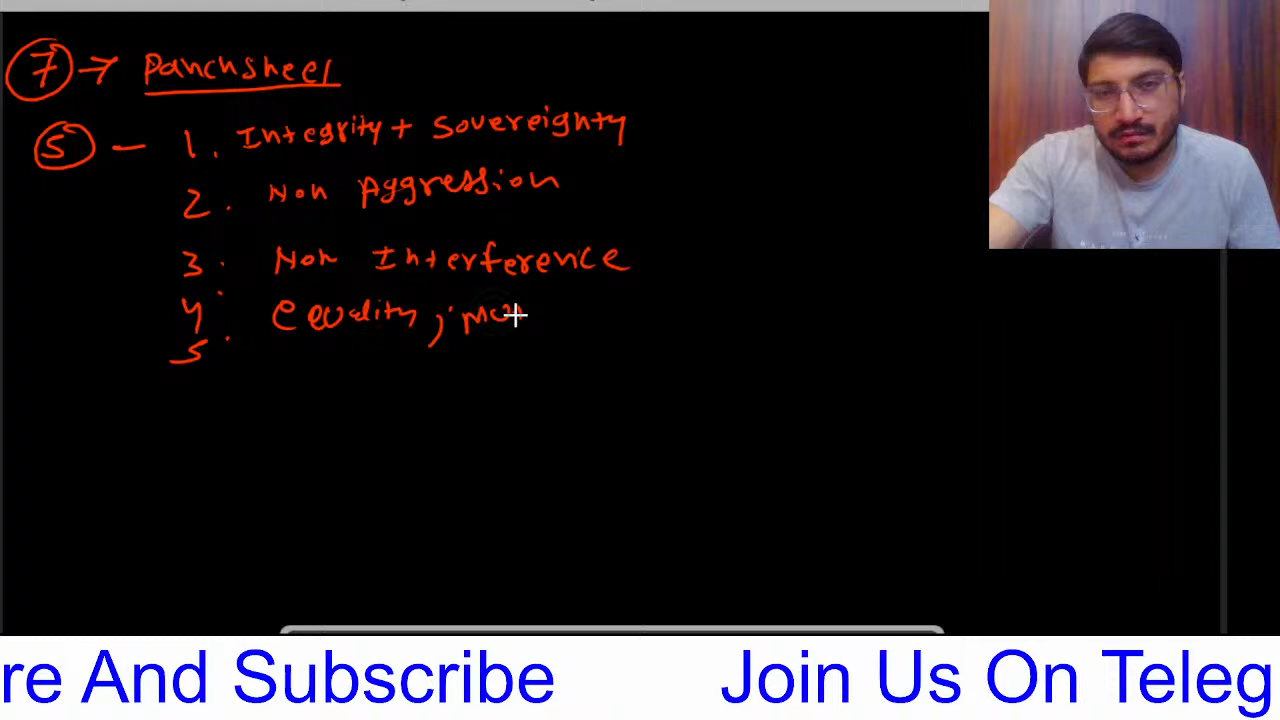 7 → Panchsheel
5 - 1. Integrity + Sovereignty
2. Non Aggression
3. Non Interference
4. Equality,
5.
re And Subscribe Join Us On Teleg